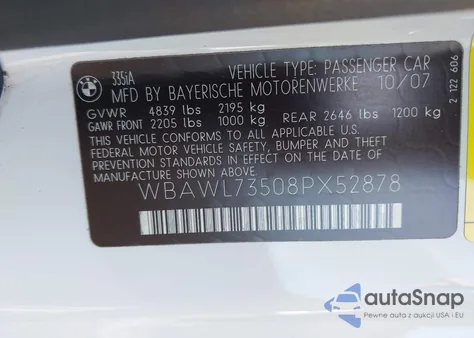 BMW
335iA
VEHICLE TYPE: PASSENGER CAR
MFD BY BAYERISCHE MOTORENWERKE 10/07
GVWR 4839 lbs 2195 kg
GAWR FRONT 2205 lbs 1000 kg REAR 2646 lbs 1200 kg
THIS VEHICLE CONFORMS TO ALL APPLICABLE U.S.
FEDERAL MOTOR VEHICLE SAFETY, BUMPER AND THEFT
PREVENTION STANDARDS IN EFFECT ON THE DATE OF
MANUFACTURE SHOWN ABOVE.
WBAWL73508PX52878
2 122 606
autoSnap
Pewne auta z aukcji USA i EU